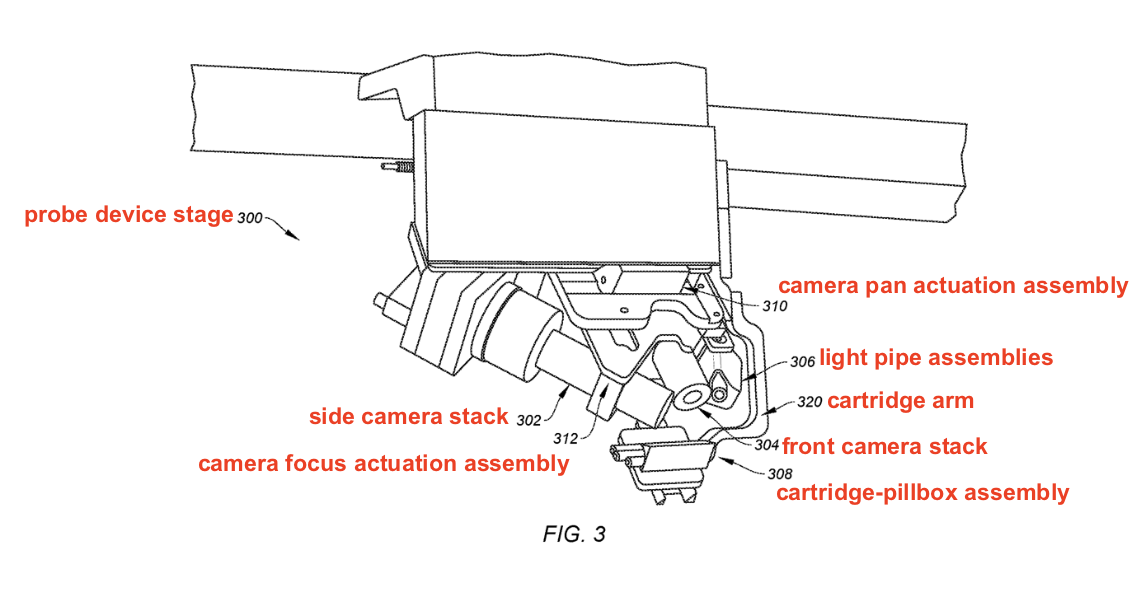 probe device stage 300
camera pan actuation assembly
310
306 light pipe assemblies
320 cartridge arm
side camera stack 302
312
304 front camera stack
camera focus actuation assembly
308
cartridge-pillbox assembly
FIG. 3